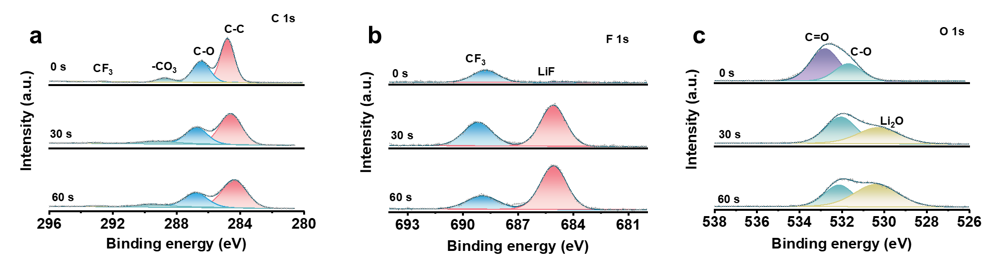 a
C 1s
C-C
C-O
-CO3
CF3
0 s
30 s
60 s
Intensity (a.u.)
296 292 288 284 280
Binding energy (eV)
b
F 1s
CF3
LiF
0 s
30 s
60 s
Intensity (a.u.)
693 690 687 684 681
Binding energy (eV)
c
O 1s
C=O
C-O
0 s
Li2O
30 s
60 s
Intensity (a.u.)
538 536 534 532 530 528 526
Binding energy (eV)